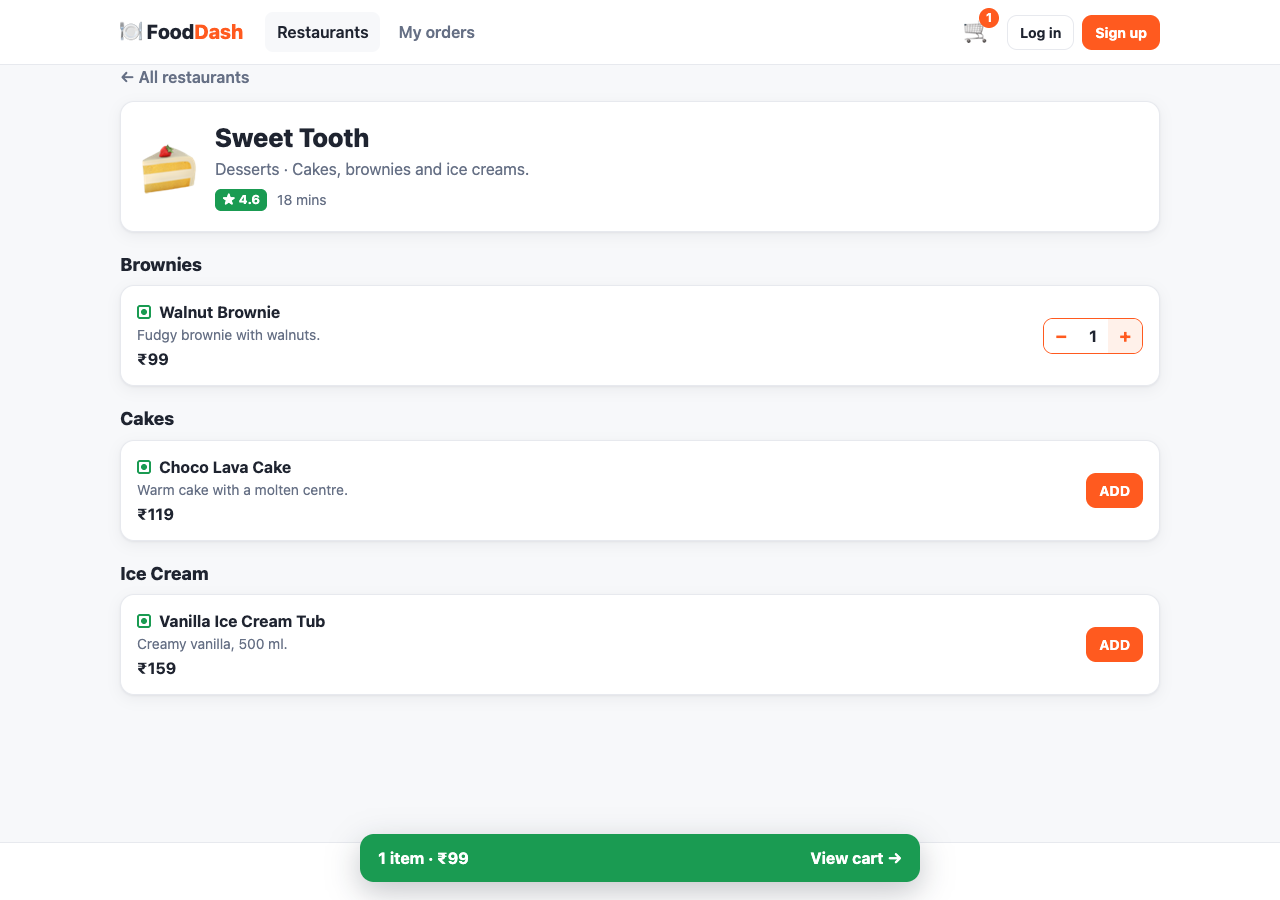 FoodDash
Restaurants
My orders
1
Log in
Sign up
← All restaurants
Sweet Tooth
Desserts · Cakes, brownies and ice creams.
★ 4.6
18 mins
Brownies
Walnut Brownie
Fudgy brownie with walnuts.
₹99
− 1 +
Cakes
Choco Lava Cake
Warm cake with a molten centre.
₹119
ADD
Ice Cream
Vanilla Ice Cream Tub
Creamy vanilla, 500 ml.
₹159
ADD
1 item · ₹99
View cart →